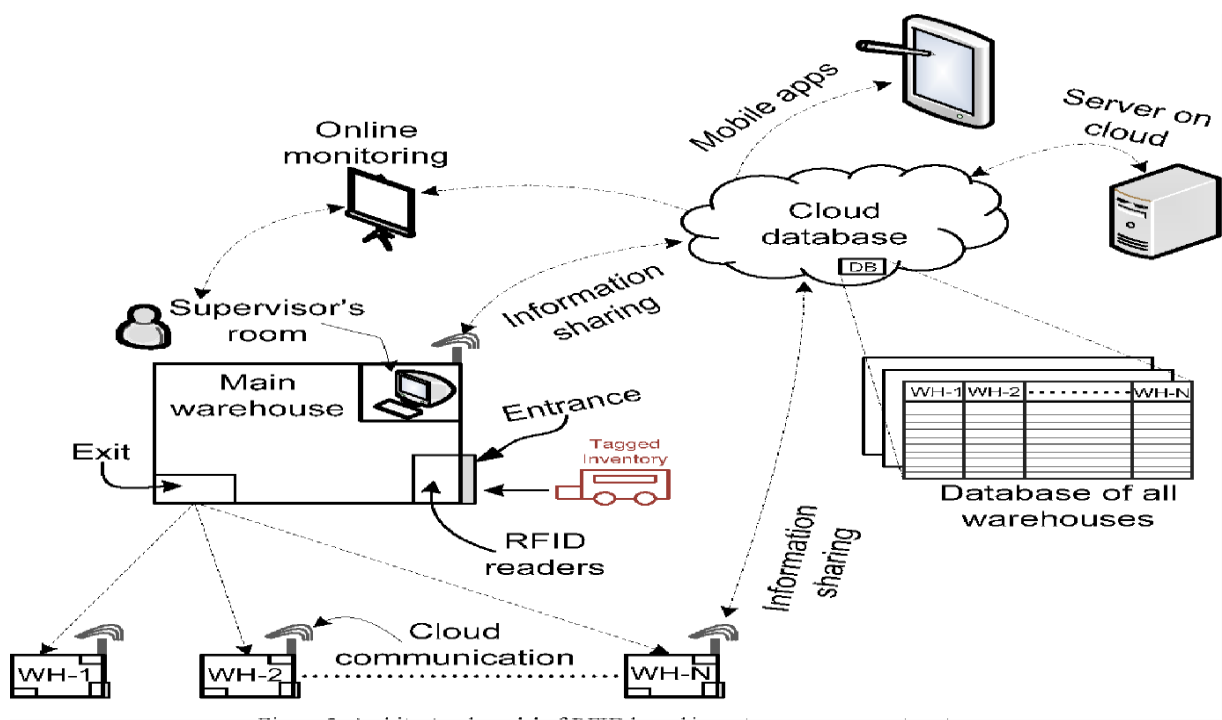 Mobile apps
Server on
cloud
Online
monitoring
Cloud
database
DB
Information
sharing
Supervisor's
room
Main
warehouse
Entrance
Exit
Tagged
Inventory
WH-1 WH-2 WH-N
Database of all
warehouses
RFID
readers
Information
sharing
Cloud
communication
WH-1
WH-2
WH-N